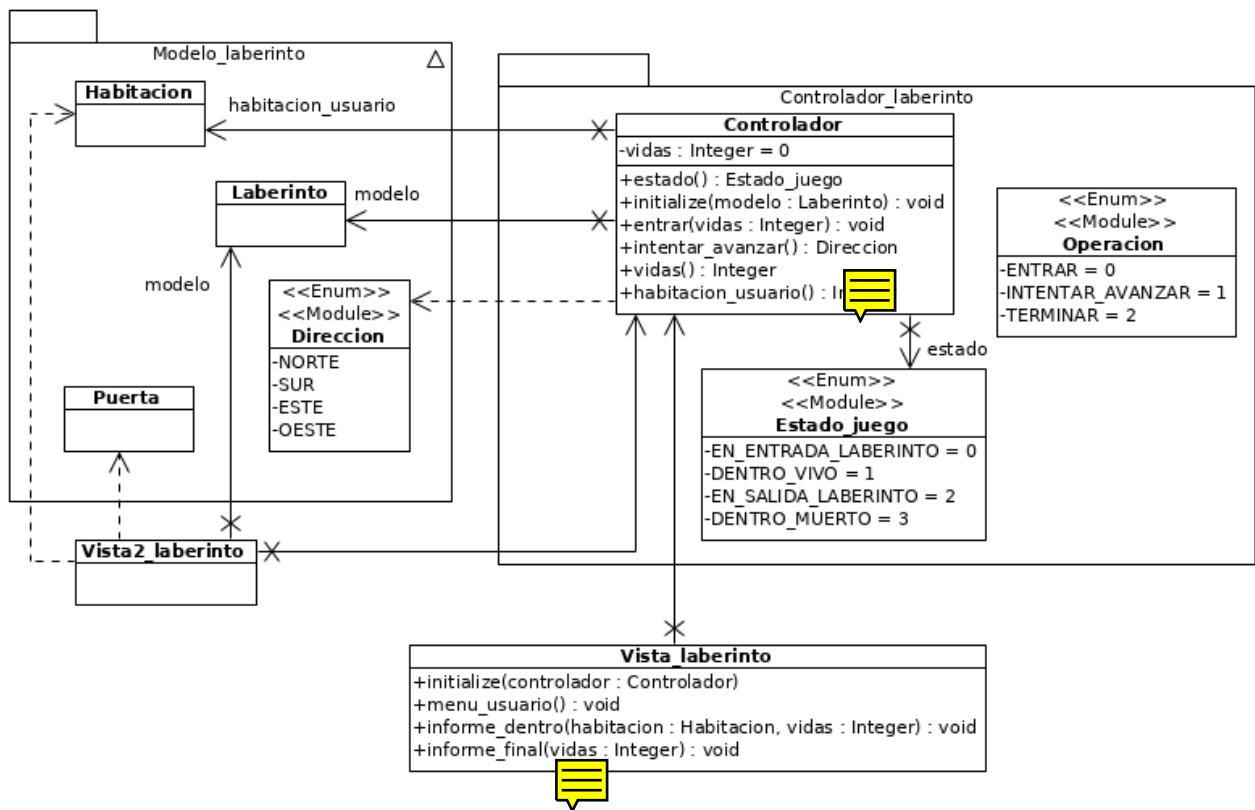 Modelo_laberinto
Habitacion
habitacion_usuario
Laberinto
modelo
modelo
<<Enum>>
<<Module>>
Direccion
-NORTE
-SUR
-ESTE
-OESTE
Puerta
Vista2_laberinto
Controlador_laberinto
Controlador
-vidas : Integer = 0
+estado() : Estado_juego
+initialize(modelo : Laberinto) : void
+entrar(vidas : Integer) : void
+intentar_avanzar() : Direccion
+vidas() : Integer
+habitacion_usuario() :
<<Enum>>
<<Module>>
Operacion
-ENTRAR = 0
-INTENTAR_AVANZAR = 1
-TERMINAR = 2
estado
<<Enum>>
<<Module>>
Estado_juego
-EN_ENTRADA_LABERINTO = 0
-DENTRO_VIVO = 1
-EN_SALIDA_LABERINTO = 2
-DENTRO_MUERTO = 3
Vista_laberinto
+initialize(controlador : Controlador)
+menu_usuario() : void
+informe_dentro(habitacion : Habitacion, vidas : Integer) : void
+informe_final(vidas : Integer) : void